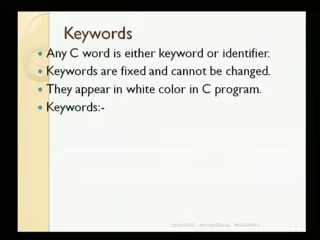 Keywords
Any C word is either keyword or identifier.
Keywords are fixed and cannot be changed.
They appear in white color in C program.
Keywords:-